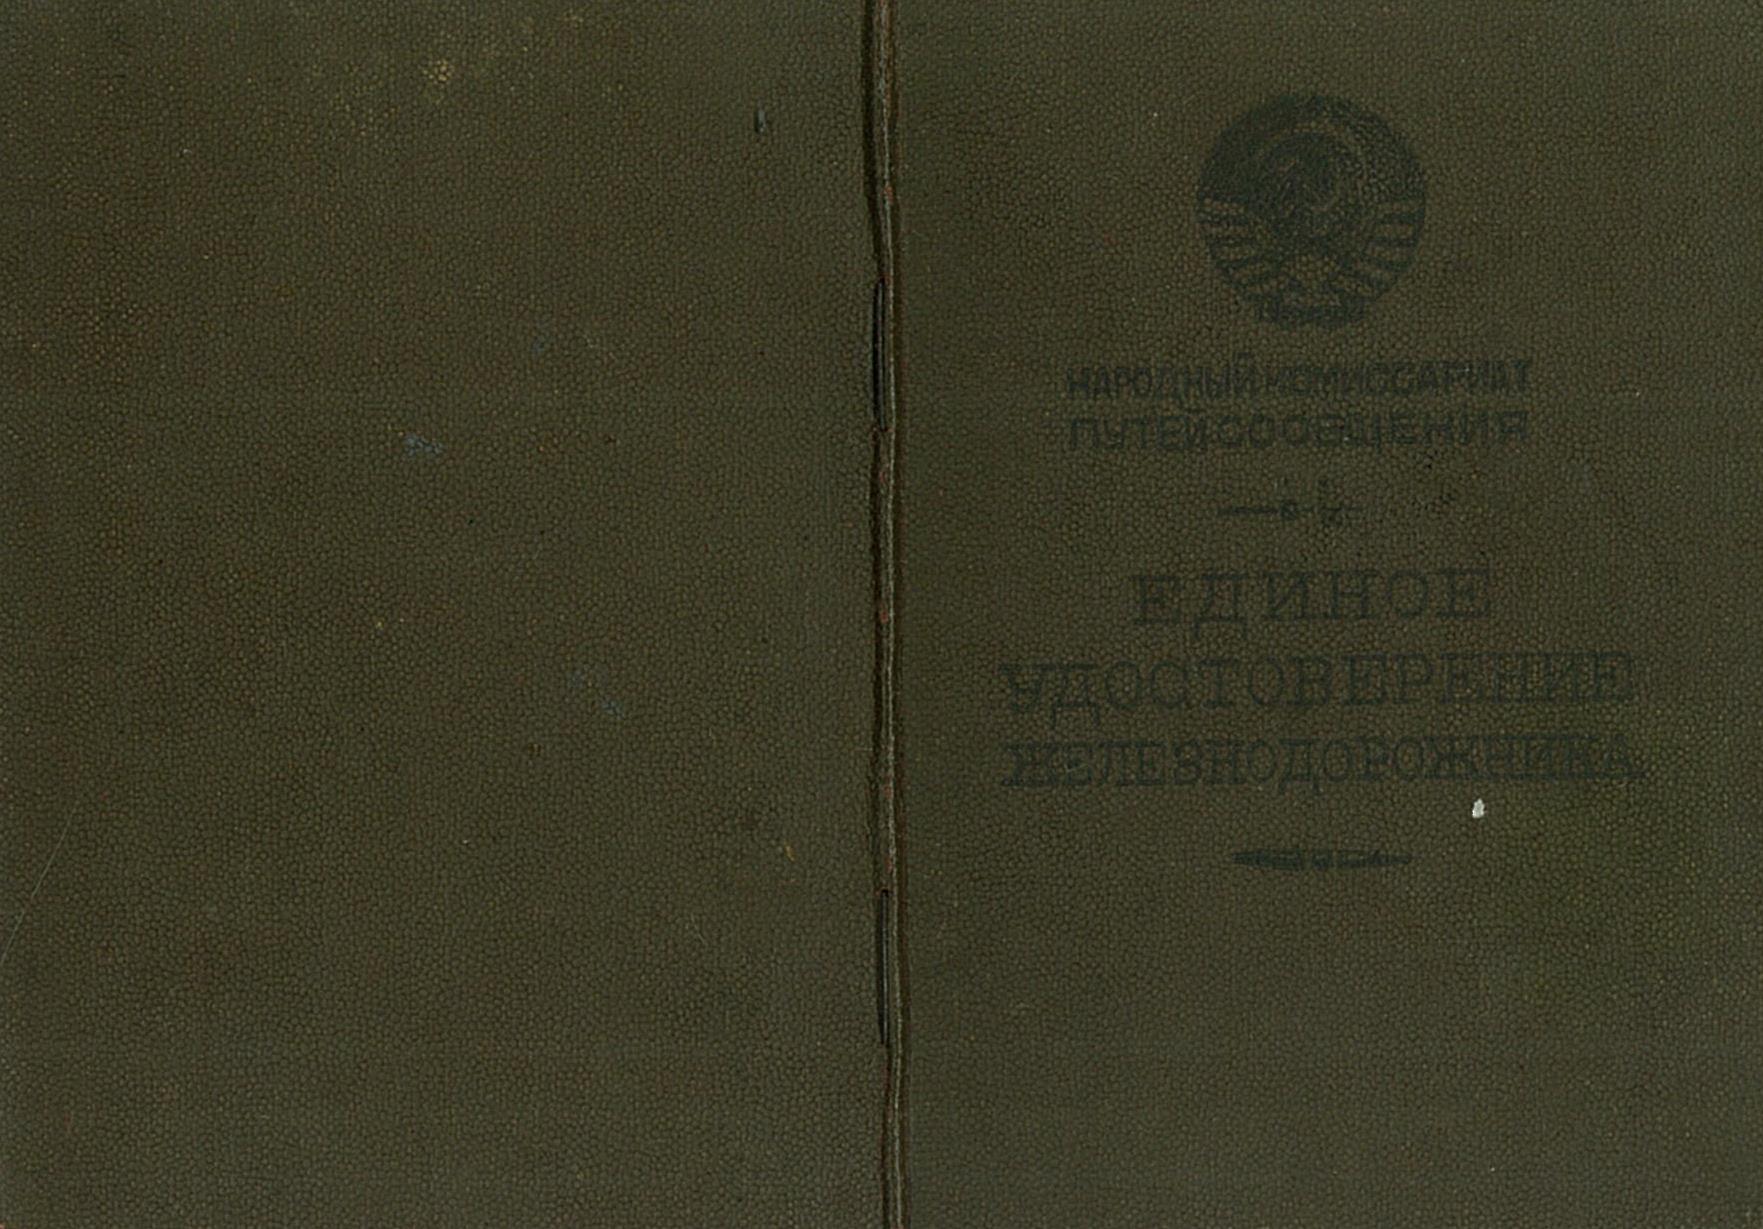 НАРОДНЫЙ КОМИССАРИАТ
ПУТЕЙ СООБЩЕНИЯ
ЕДИНОЕ
УДОСТОВЕРЕНИЕ
ЖЕЛЕЗНОДОРОЖНИКА